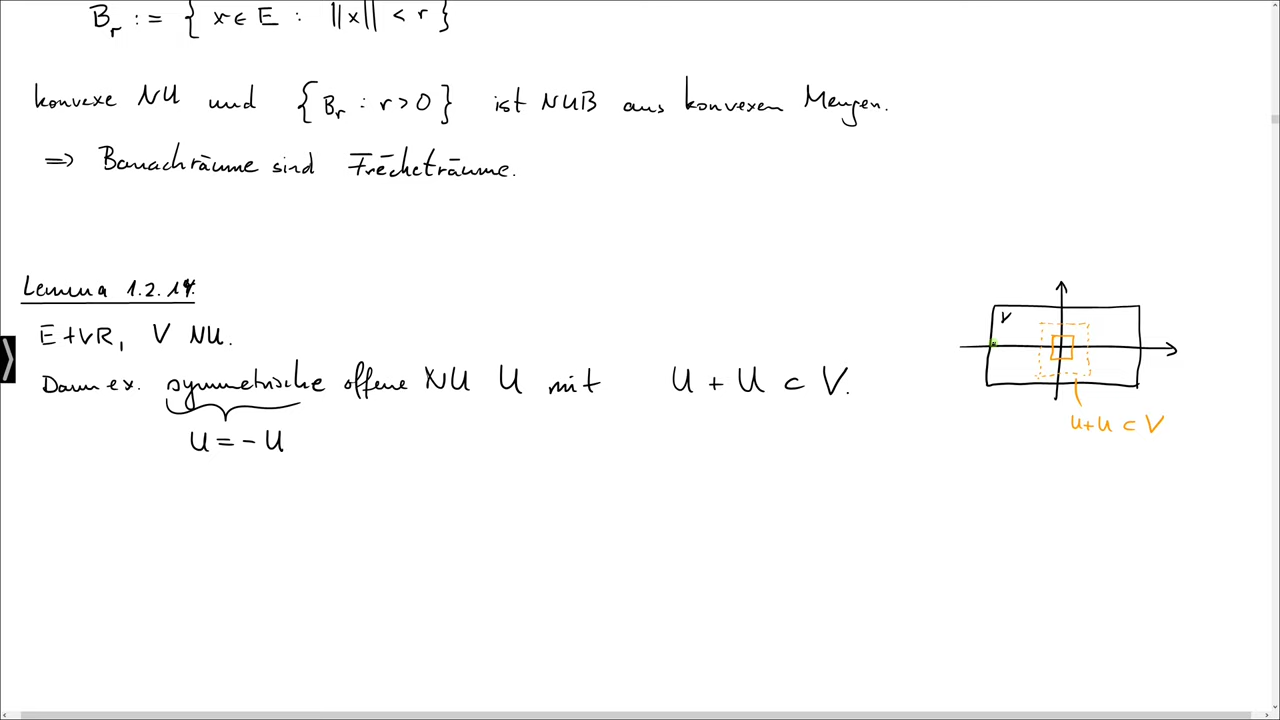 B_r := { x ∈ E : ||x|| < r }
konvexe NU und { B_r : r > 0 } ist NUB aus konvexen Mengen.
⇒ Banachräume sind Frécheträume.
Lemma 1.2.14.
E tVR, V NU.
Dann ex. symmetrische offene NU U mit U + U ⊂ V.
U = - U
V
U+U ⊂ V